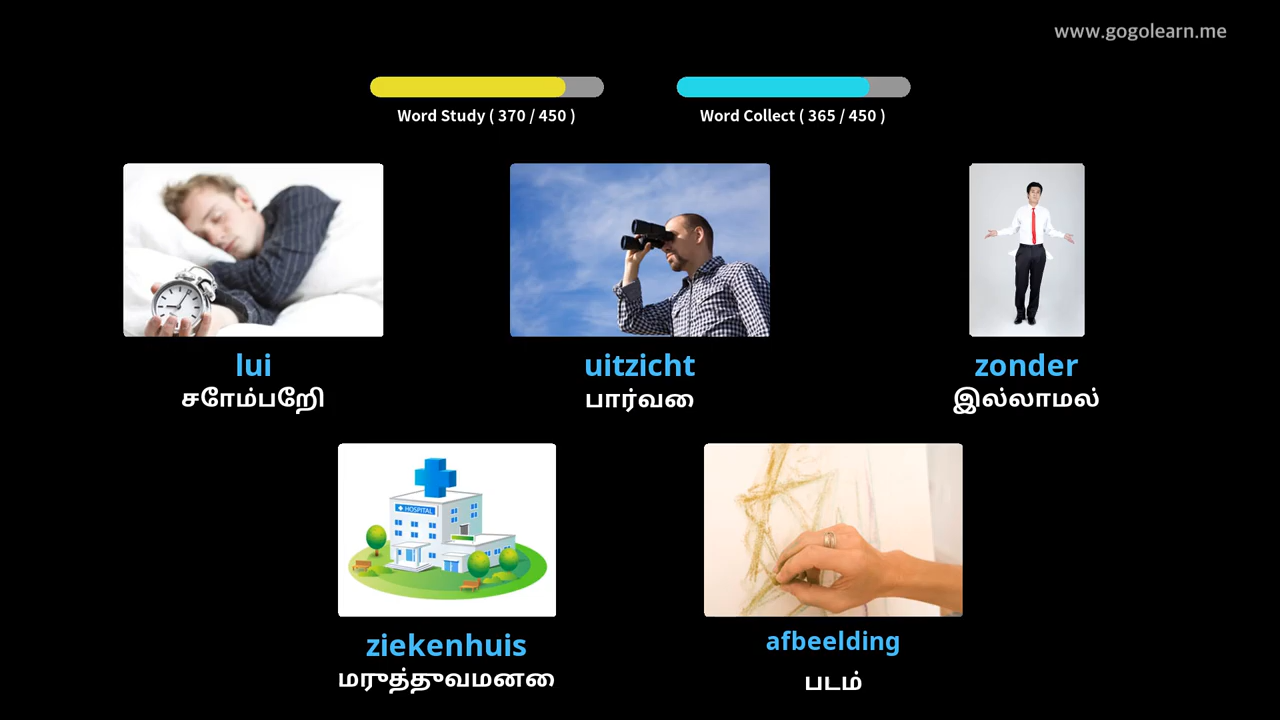 www.gogolearn.me
Word Study ( 370 / 450 )
Word Collect ( 365 / 450 )
lui
சோம்பேறி
uitzicht
பார்வை
zonder
இல்லாமல்
HOSPITAL
ziekenhuis
மருத்துவமனை
afbeelding
படம்